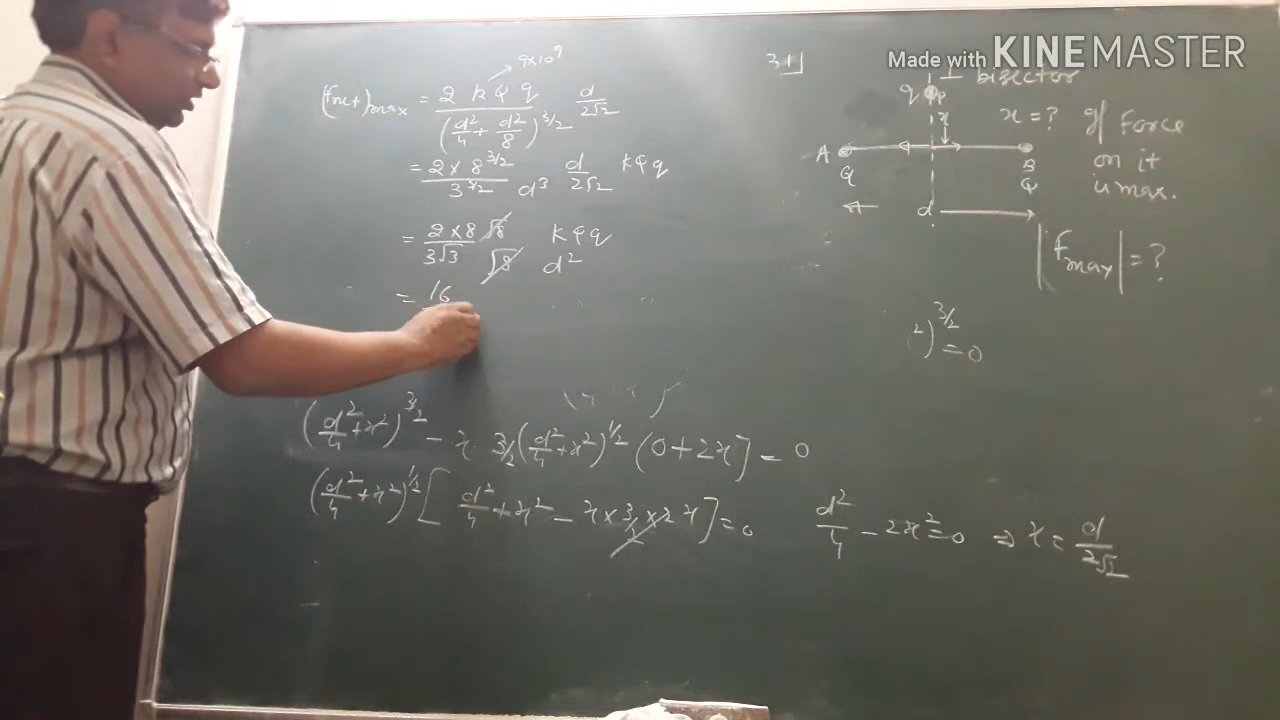 Made with KINEMASTER
31
⊥ bisector
q P
x
x = ? If Force
on it
is max.
A B
Q Q
d
|Fmax| = ?
9×10^9
(Fnet)max = 2 k Q q / (d²/4 + d²/8)^3/2 d/2√2
= 2 × 8^3/2 / 3^3/2 d³ d/2√2 kQq
= 2 × 8 √8 / 3√3 √8 kQq / d²
= 16
²)^3/2 = 0
(d²/4 + x²)^3/2 − x 3/2 (d²/4 + x²)^1/2 (0 + 2x] = 0
(d²/4 + x²)^1/2 [ d²/4 + x² − x × 3/2 × 2x ] = 0
d²/4 − 2x² = 0 ⇒ x = d/2√2